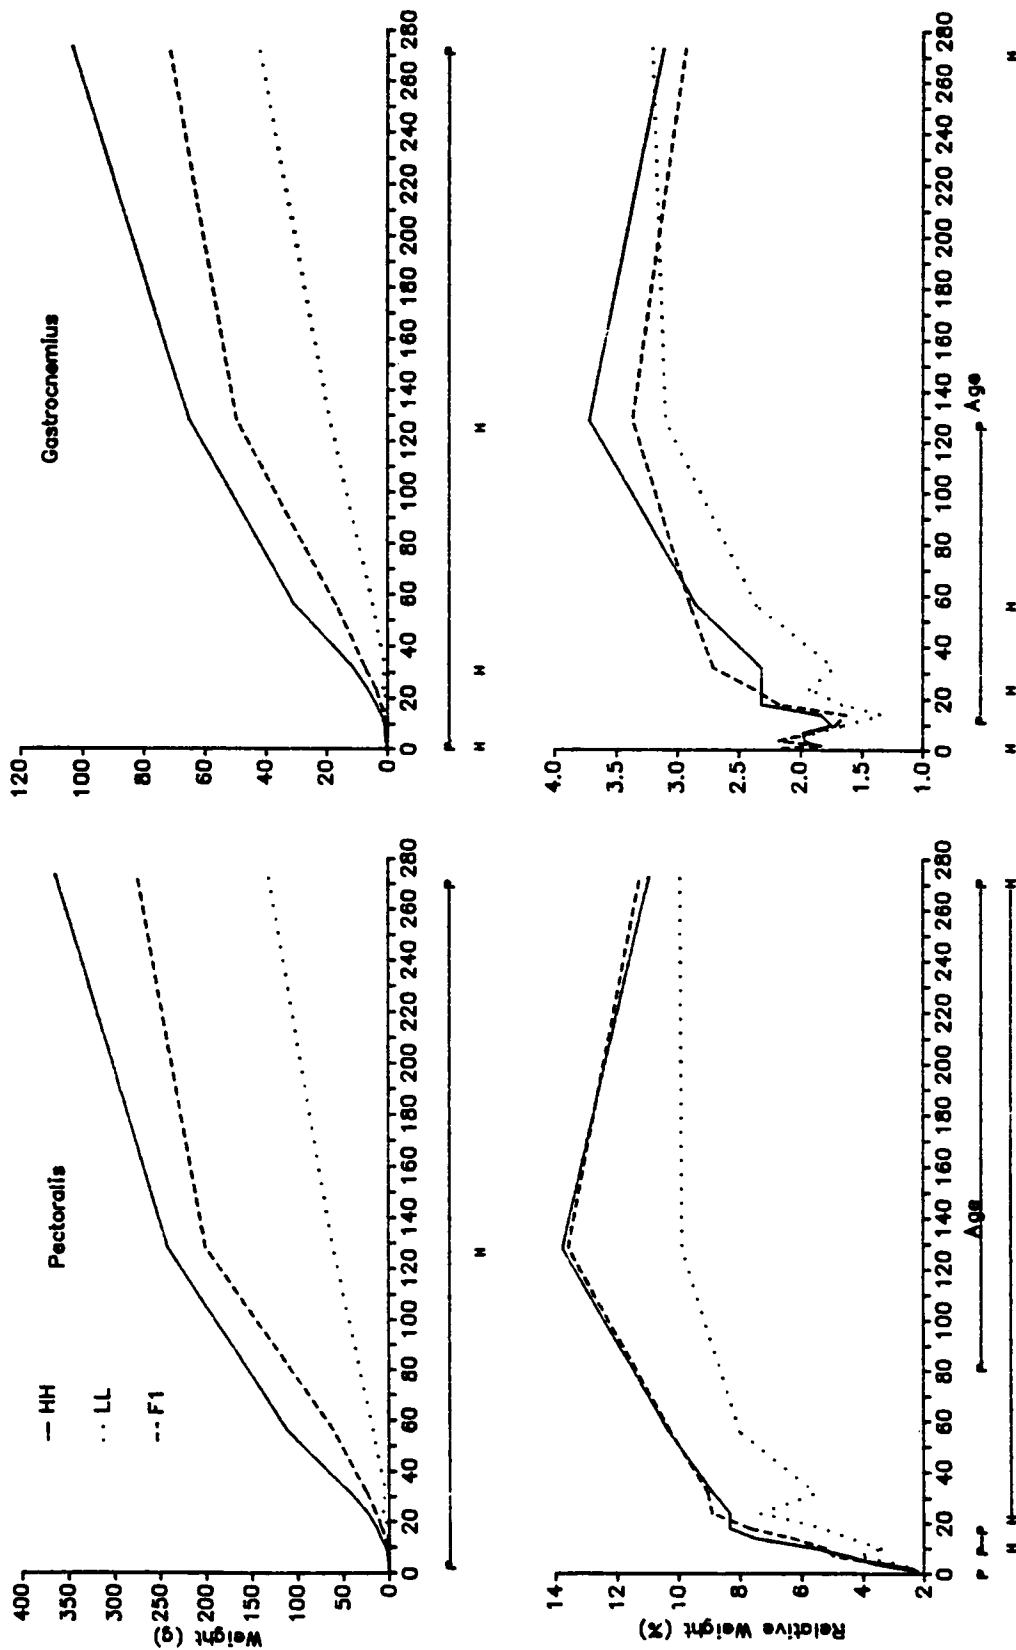 Pectoralis
— HH
··· LL
--- F1
Weight (g)
400
350
300
250
200
150
100
50
0
0 20 40 60 80 100 120 140 160 180 200 220 240 260 280
P P
H
Gastrocnemius
120
100
80
60
40
20
0
0 20 40 60 80 100 120 140 160 180 200 220 240 260 280
P P
H H H
Relative Weight (%)
14
12
10
8
6
4
2
0 20 40 60 80 100 120 140 160 180 200 220 240 260 280
Age
P P–P P P
H H H
4.0
3.5
3.0
2.5
2.0
1.5
1.0
0 20 40 60 80 100 120 140 160 180 200 220 240 260 280
P P Age
H H H H